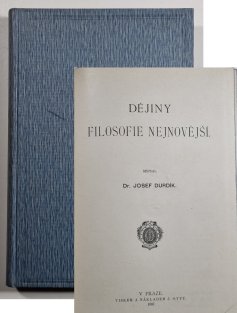 DĚJINY
FILOSOFIE NEJNOVĚJŠÍ.
Dr. JOSEF DURDÍK.
V PRAZE.
TISKEM A NÁKLADEM J. OTTY.